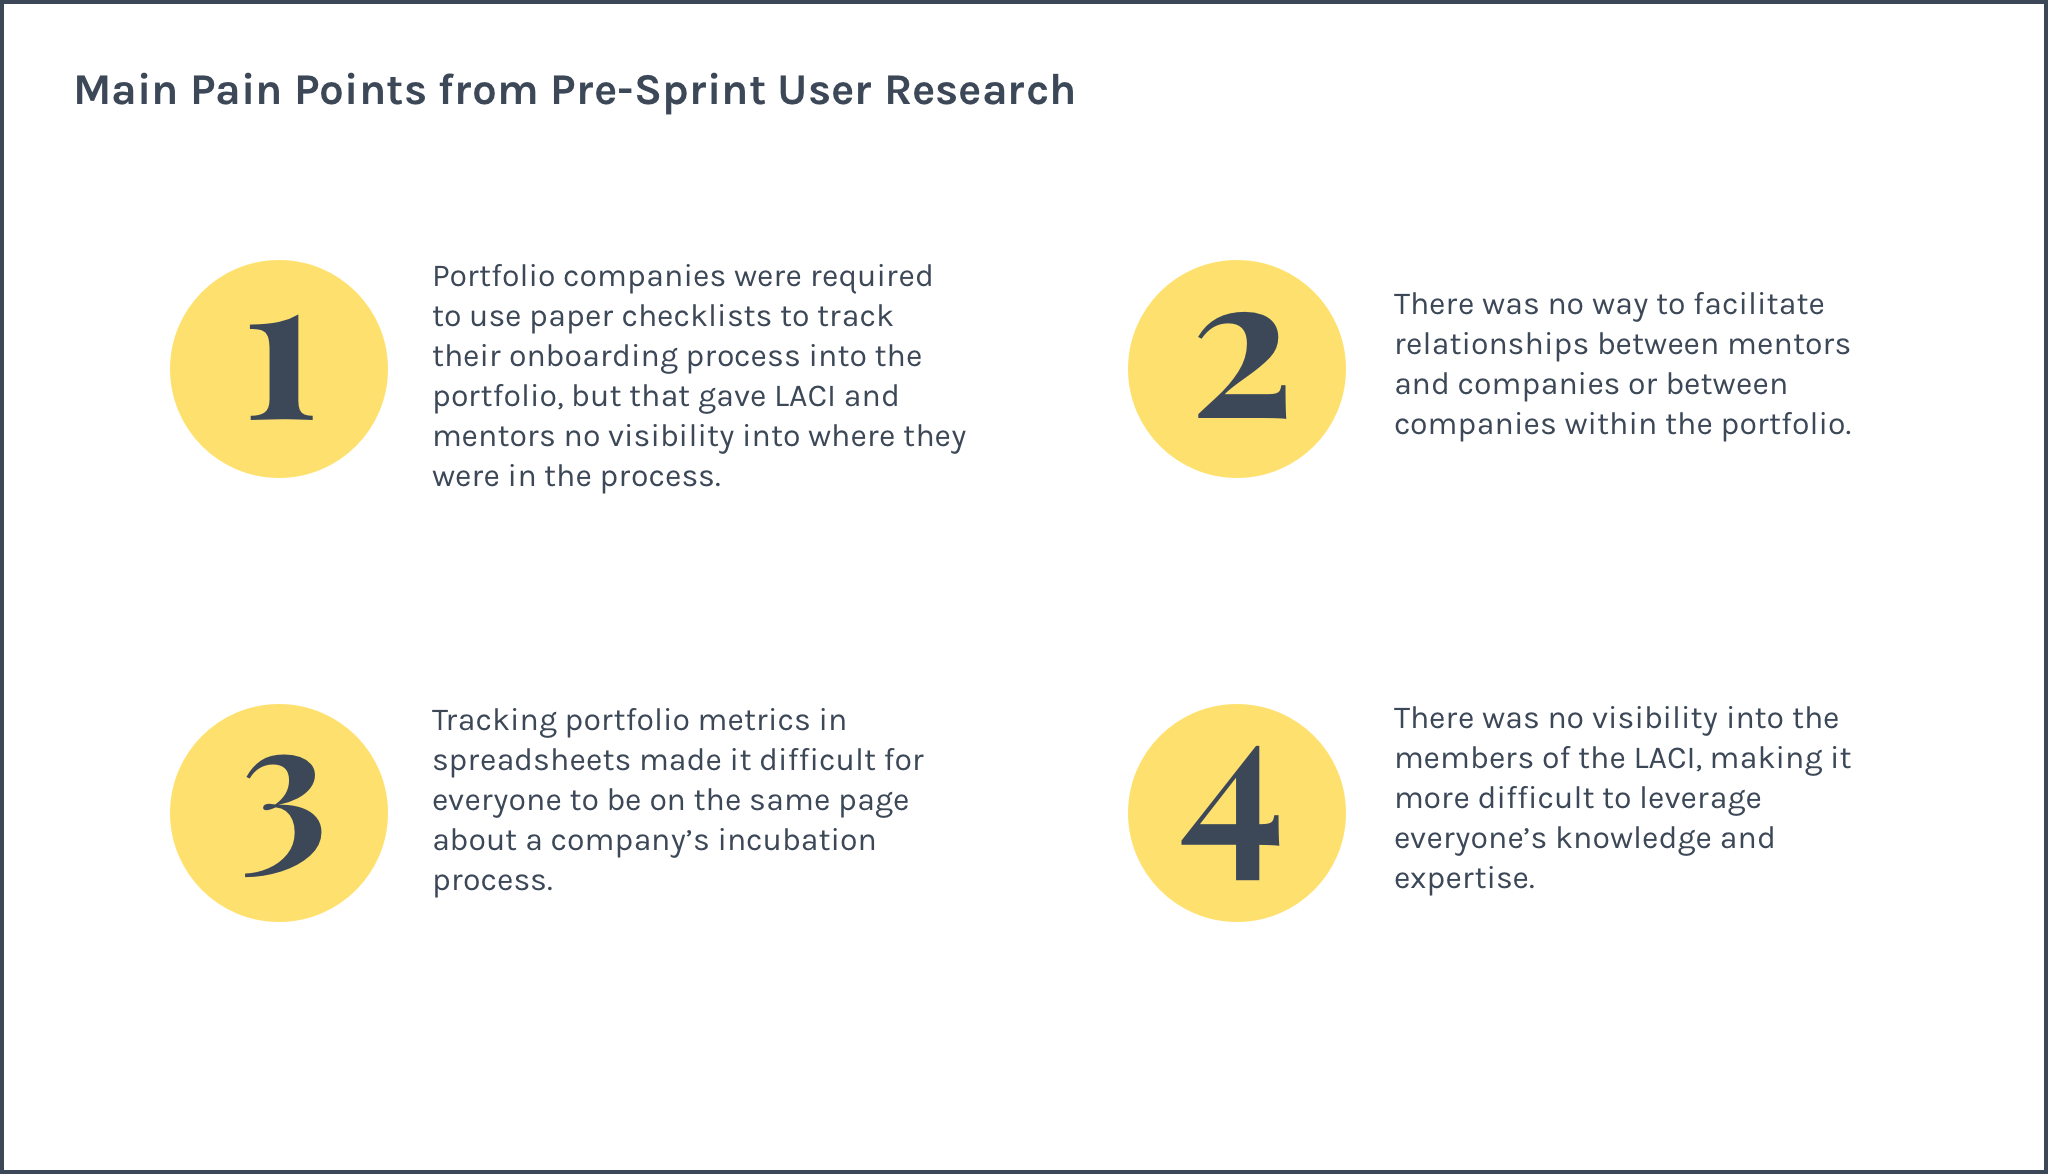 Main Pain Points from Pre-Sprint User Research
1
Portfolio companies were required
to use paper checklists to track
their onboarding process into the
portfolio, but that gave LACI and
mentors no visibility into where they
were in the process.
2
There was no way to facilitate
relationships between mentors
and companies or between
companies within the portfolio.
3
Tracking portfolio metrics in
spreadsheets made it difficult for
everyone to be on the same page
about a company’s incubation
process.
4
There was no visibility into the
members of the LACI, making it
more difficult to leverage
everyone’s knowledge and
expertise.